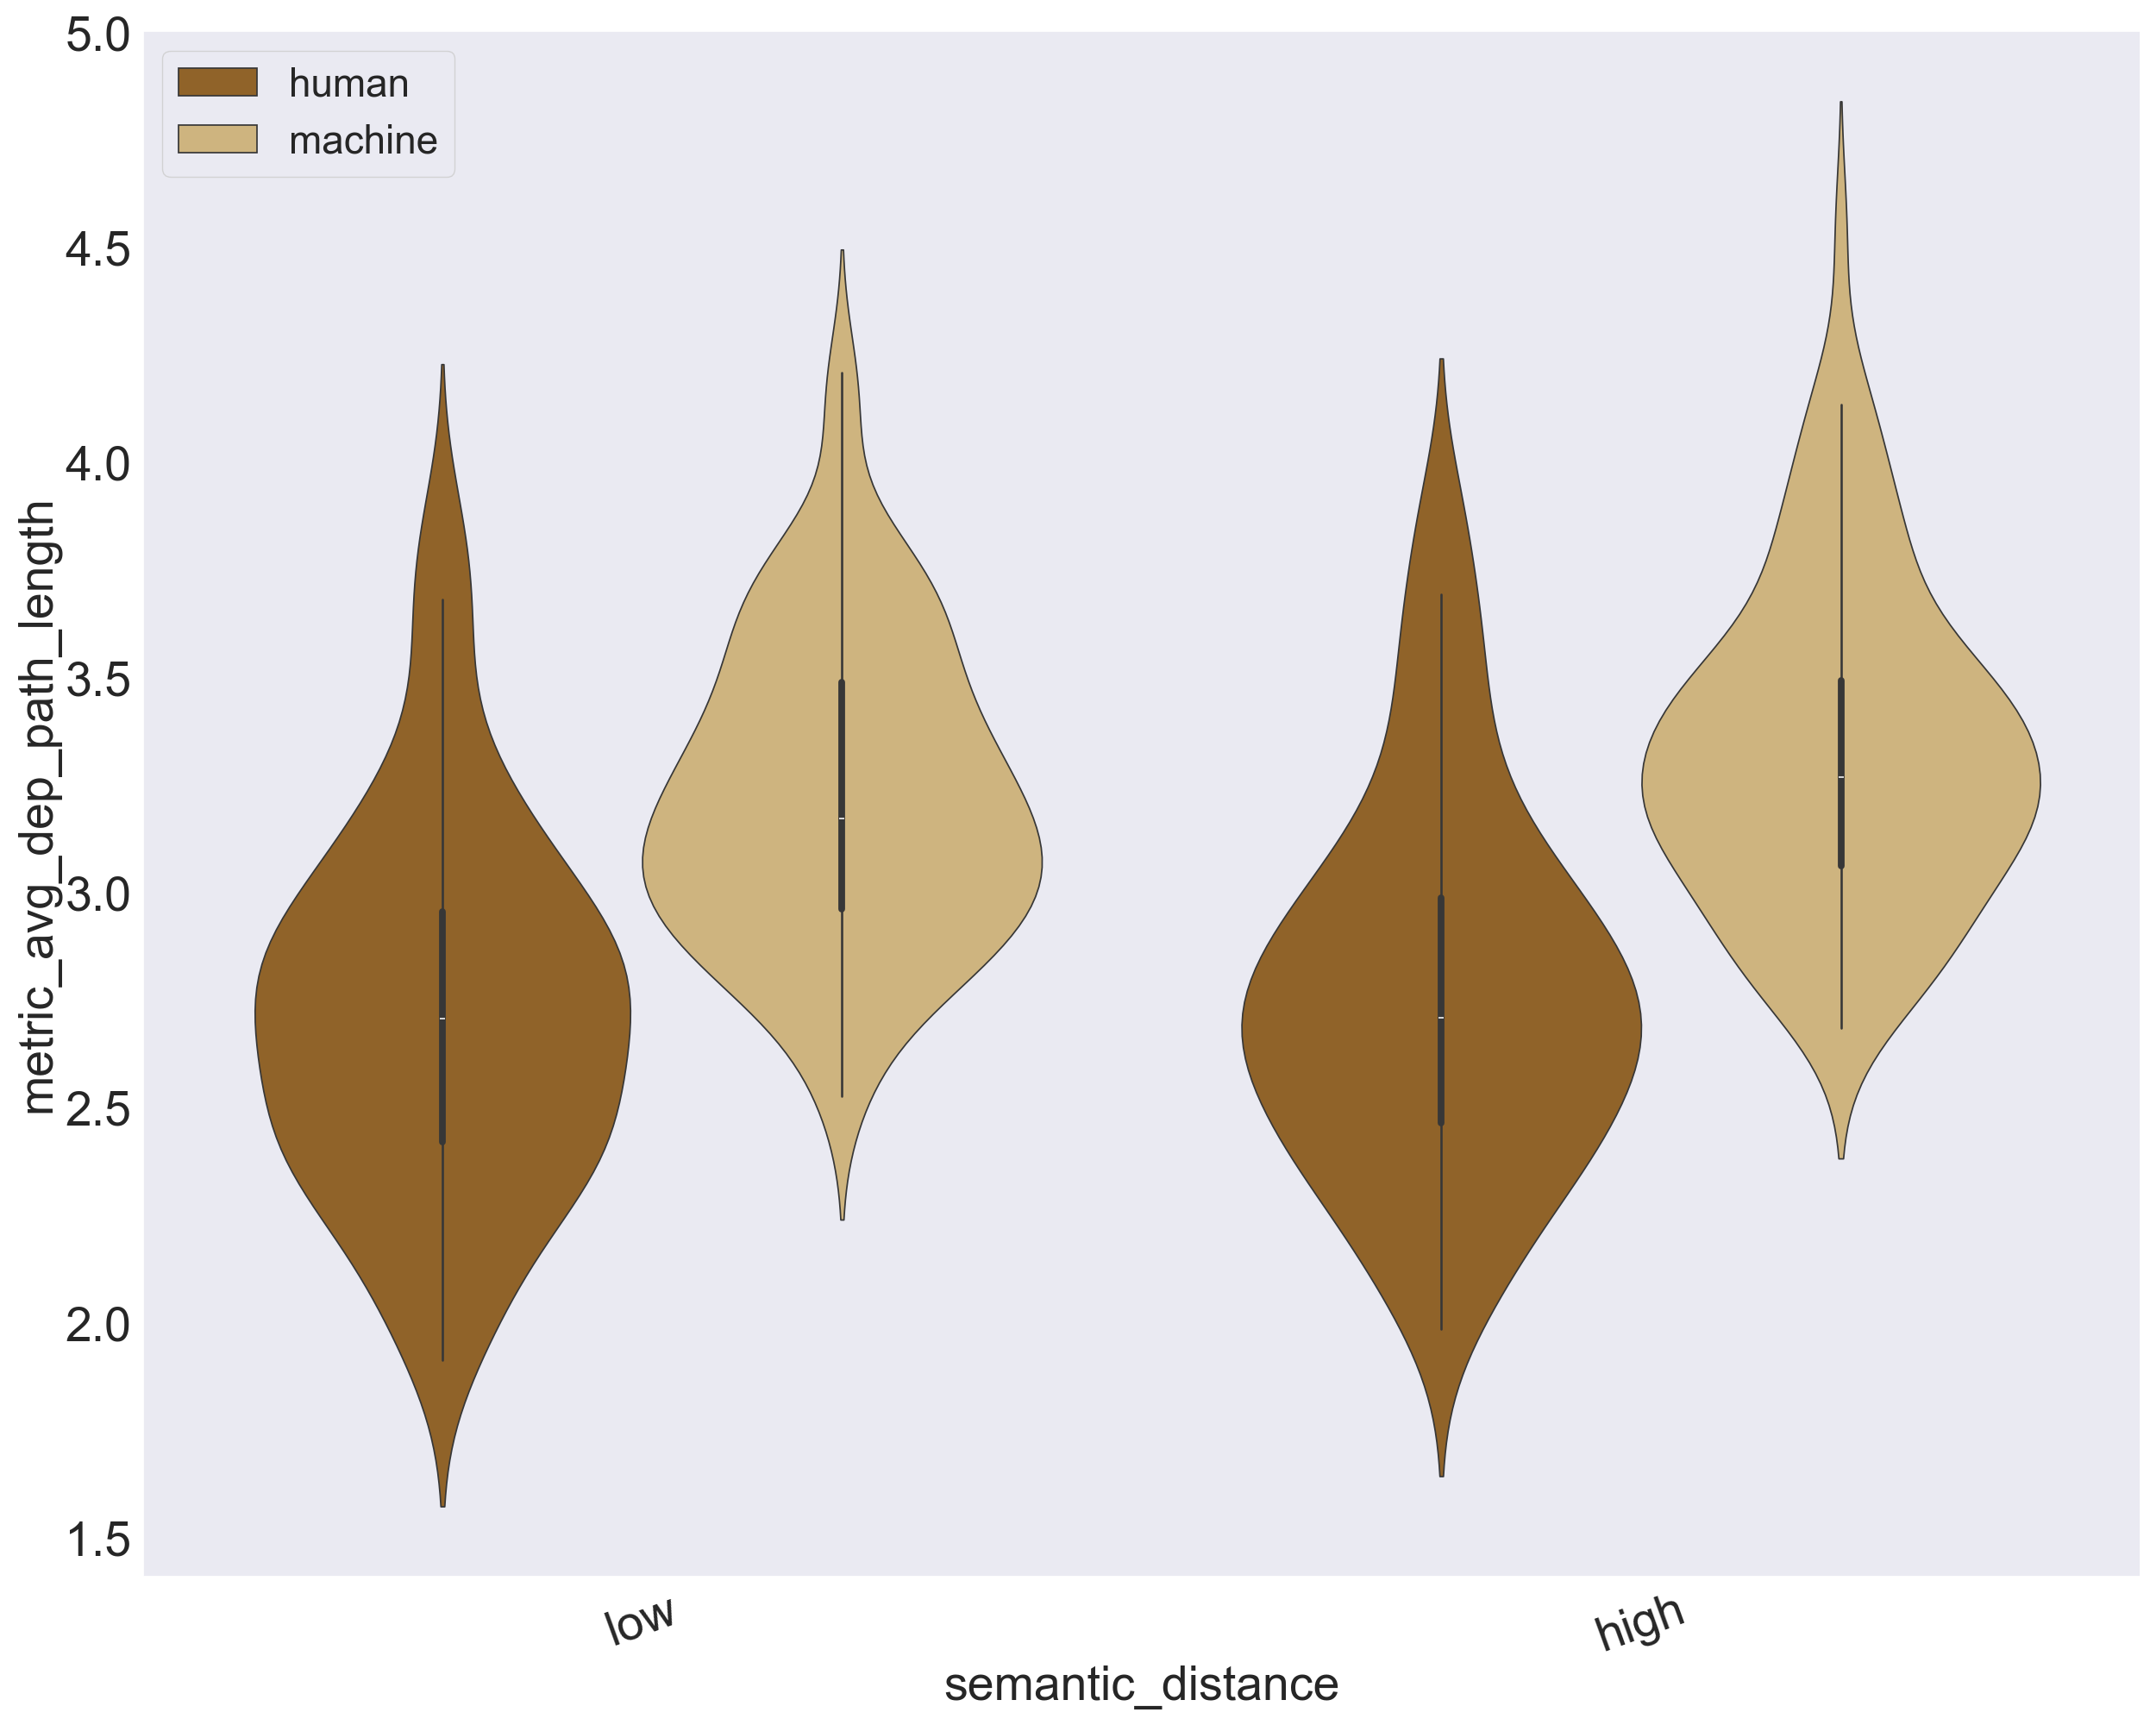 5.0
4.5
4.0
3.5
3.0
2.5
2.0
1.5
metric_avg_dep_path_length
human
machine
low
high
semantic_distance